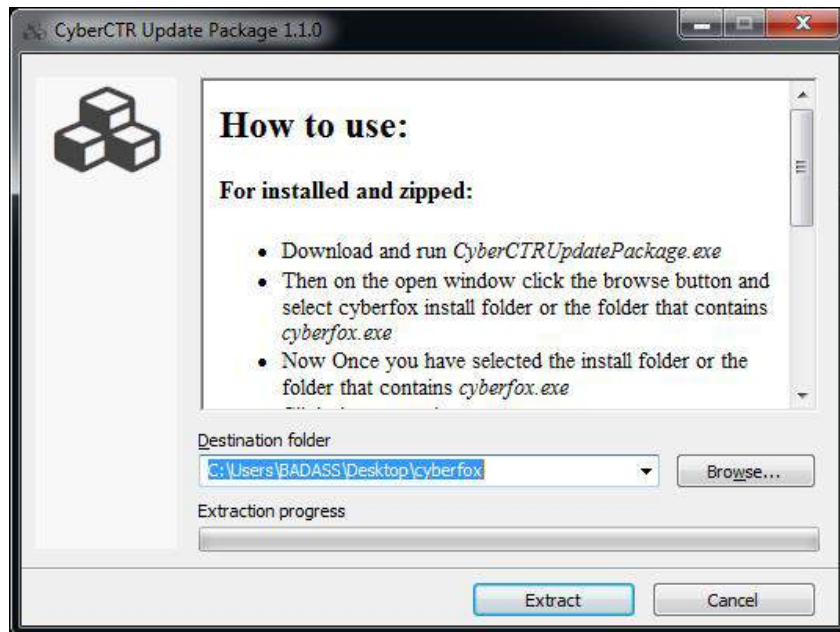 CyberCTR Update Package 1.1.0
How to use:
For installed and zipped:
• Download and run CyberCTRUpdatePackage.exe
• Then on the open window click the browse button and
select cyberfox install folder or the folder that contains
cyberfox.exe
• Now Once you have selected the install folder or the
folder that contains cyberfox.exe
Destination folder
C:\Users\BADASS\Desktop\cyberfox
Browse...
Extraction progress
Extract
Cancel